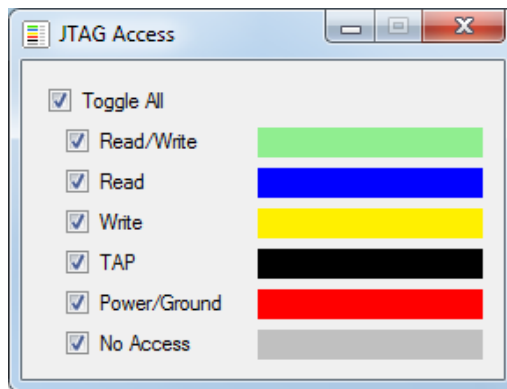 JTAG Access
Toggle All
Read/Write
Read
Write
TAP
Power/Ground
No Access